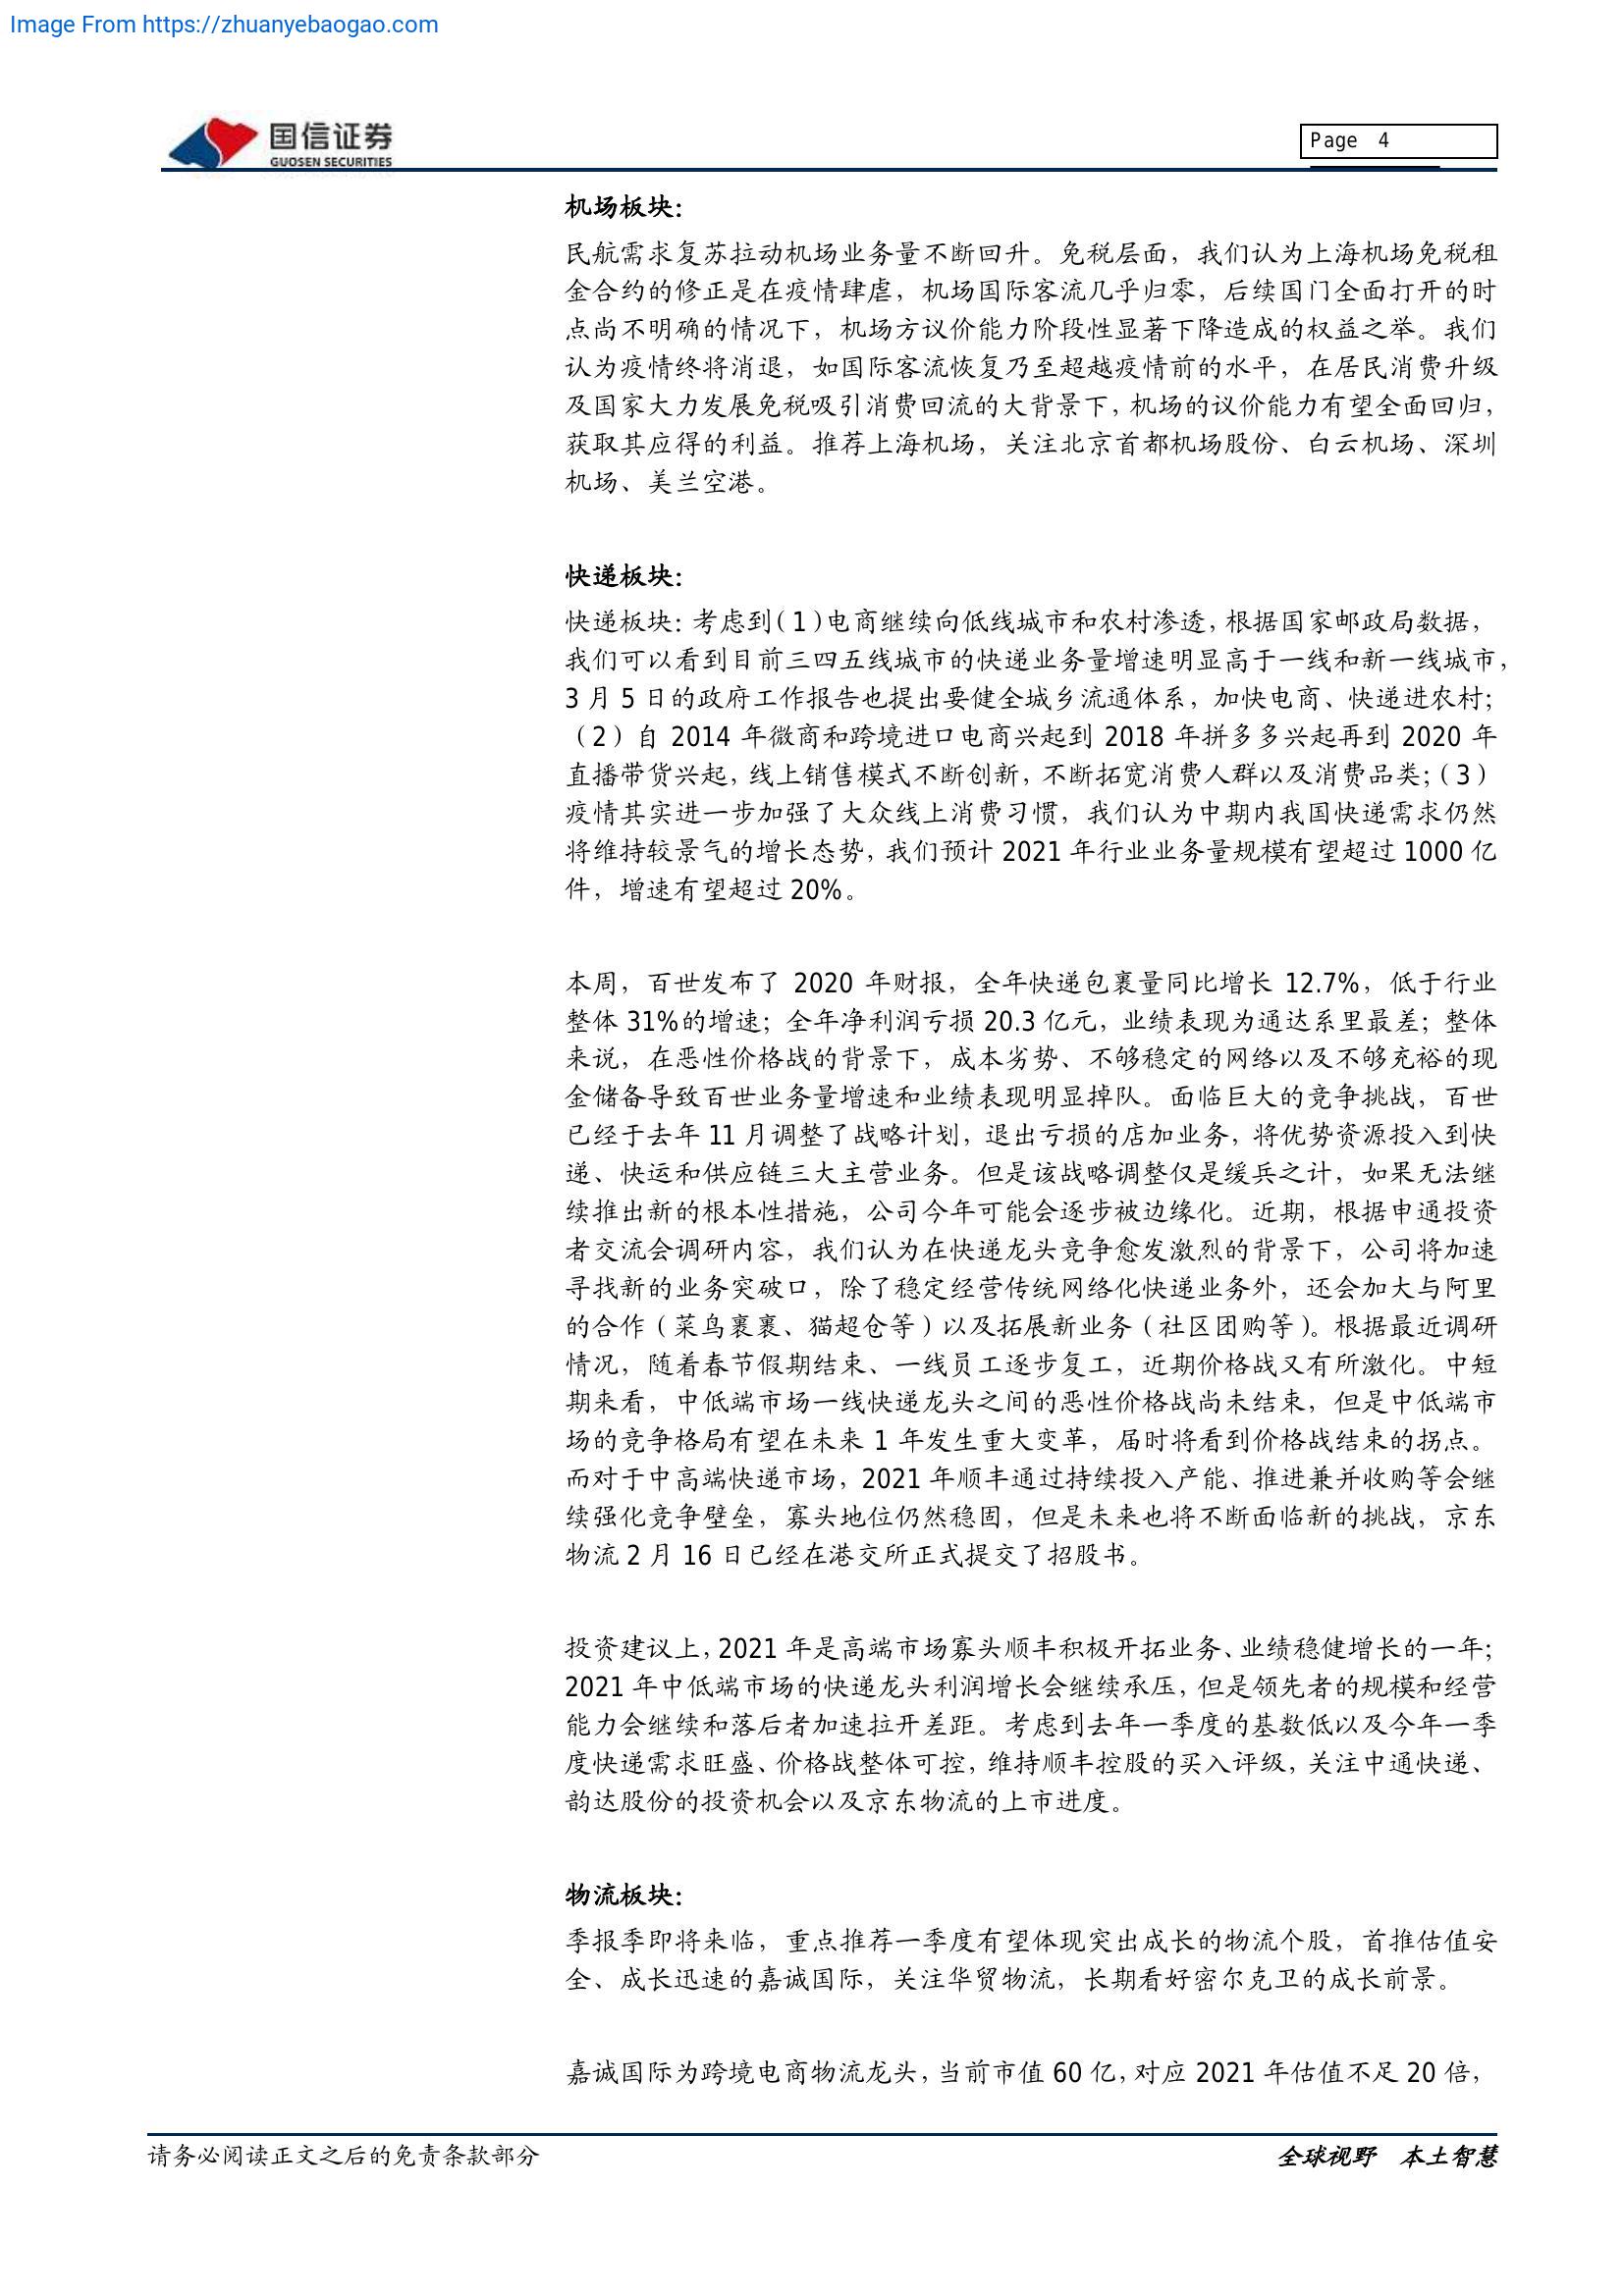 Image From https://zhuanyebaogao.com
国信证券
GUOSEN SECURITIES
Page 4
机场板块：
民航需求复苏拉动机场业务量不断回升。免税层面，我们认为上海机场免税租
金合约的修正是在疫情肆虐，机场国际客流几乎归零，后续国门全面打开的时
点尚不明确的情况下，机场方议价能力阶段性显著下降造成的权益之举。我们
认为疫情终将消退，如国际客流恢复乃至超越疫情前的水平，在居民消费升级
及国家大力发展免税吸引消费回流的大背景下，机场的议价能力有望全面回归，
获取其应得的利益。推荐上海机场，关注北京首都机场股份、白云机场、深圳
机场、美兰空港。
快递板块：
快递板块：考虑到（1）电商继续向低线城市和农村渗透，根据国家邮政局数据，
我们可以看到目前三四五线城市的快递业务量增速明显高于一线和新一线城市，
3 月 5 日的政府工作报告也提出要健全城乡流通体系，加快电商、快递进农村；
（2）自 2014 年微商和跨境进口电商兴起到 2018 年拼多多兴起再到 2020 年
直播带货兴起，线上销售模式不断创新，不断拓宽消费人群以及消费品类；（3）
疫情其实进一步加强了大众线上消费习惯，我们认为中期内我国快递需求仍然
将维持较景气的增长态势，我们预计 2021 年行业业务量规模有望超过 1000 亿
件，增速有望超过 20%。
本周，百世发布了 2020 年财报，全年快递包裹量同比增长 12.7%，低于行业
整体 31%的增速；全年净利润亏损 20.3 亿元，业绩表现为通达系里最差；整体
来说，在恶性价格战的背景下，成本劣势、不够稳定的网络以及不够充裕的现
金储备导致百世业务量增速和业绩表现明显掉队。面临巨大的竞争挑战，百世
已经于去年 11 月调整了战略计划，退出亏损的店加业务，将优势资源投入到快
递、快运和供应链三大主营业务。但是该战略调整仅是缓兵之计，如果无法继
续推出新的根本性措施，公司今年可能会逐步被边缘化。近期，根据申通投资
者交流会调研内容，我们认为在快递龙头竞争愈发激烈的背景下，公司将加速
寻找新的业务突破口，除了稳定经营传统网络化快递业务外，还会加大与阿里
的合作（菜鸟裹裹、猫超仓等）以及拓展新业务（社区团购等）。根据最近调研
情况，随着春节假期结束、一线员工逐步复工，近期价格战又有所激化。中短
期来看，中低端市场一线快递龙头之间的恶性价格战尚未结束，但是中低端市
场的竞争格局有望在未来 1 年发生重大变革，届时将看到价格战结束的拐点。
而对于中高端快递市场，2021 年顺丰通过持续投入产能、推进兼并收购等会继
续强化竞争壁垒，寡头地位仍然稳固，但是未来也将不断面临新的挑战，京东
物流 2 月 16 日已经在港交所正式提交了招股书。
投资建议上，2021 年是高端市场寡头顺丰积极开拓业务、业绩稳健增长的一年；
2021 年中低端市场的快递龙头利润增长会继续承压，但是领先者的规模和经营
能力会继续和落后者加速拉开差距。考虑到去年一季度的基数低以及今年一季
度快递需求旺盛、价格战整体可控，维持顺丰控股的买入评级，关注中通快递、
韵达股份的投资机会以及京东物流的上市进度。
物流板块：
季报季即将来临，重点推荐一季度有望体现突出成长的物流个股，首推估值安
全、成长迅速的嘉诚国际，关注华贸物流，长期看好密尔克卫的成长前景。
嘉诚国际为跨境电商物流龙头，当前市值 60 亿，对应 2021 年估值不足 20 倍，
请务必阅读正文之后的免责条款部分
全球视野 本土智慧